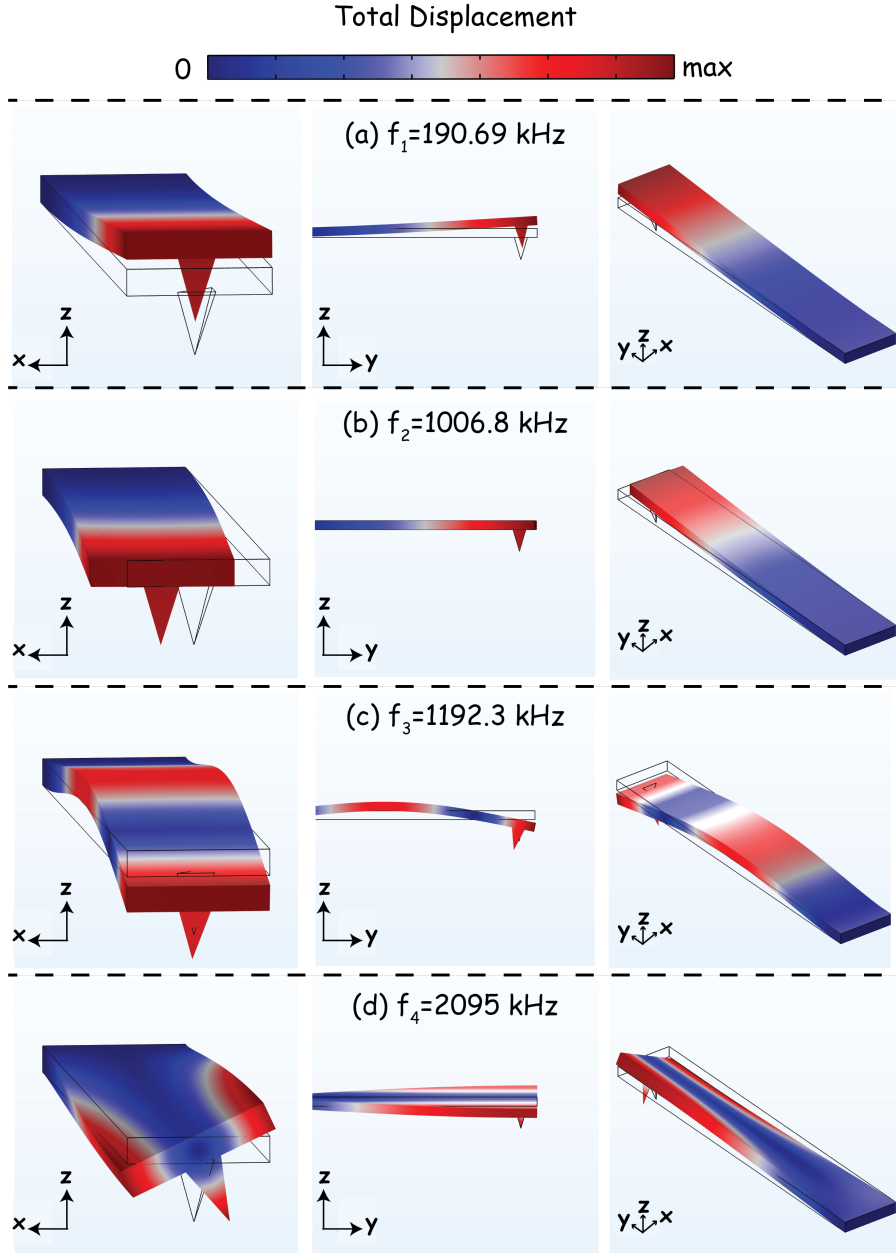 Total Displacement
0 max
(a) f₁=190.69 kHz
z z z
x y y x
(b) f₂=1006.8 kHz
z z z
x y y x
(c) f₃=1192.3 kHz
z z z
x y y x
(d) f₄=2095 kHz
z z z
x y y x